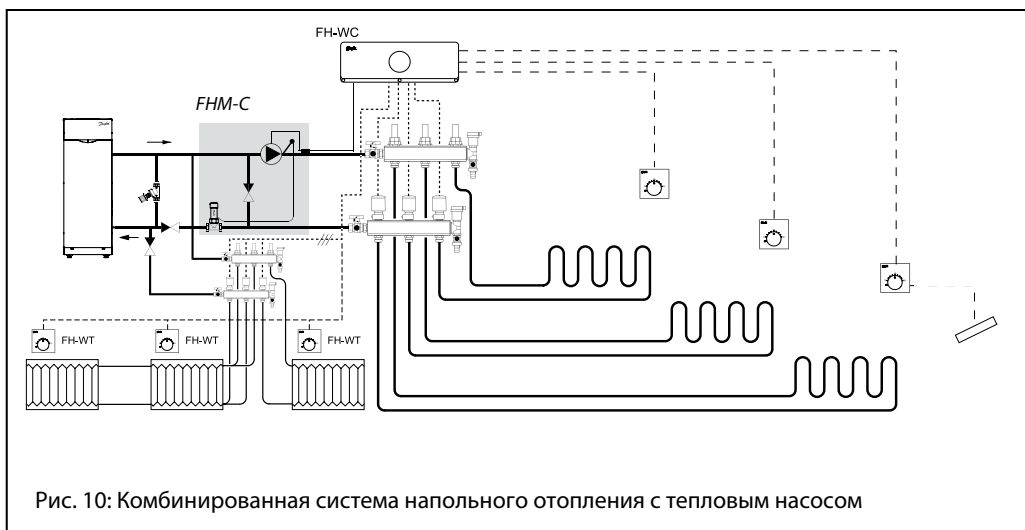 FH-WC
FHM-C
FH-WT
FH-WT
FH-WT
Рис. 10: Комбинированная система напольного отопления с тепловым насосом